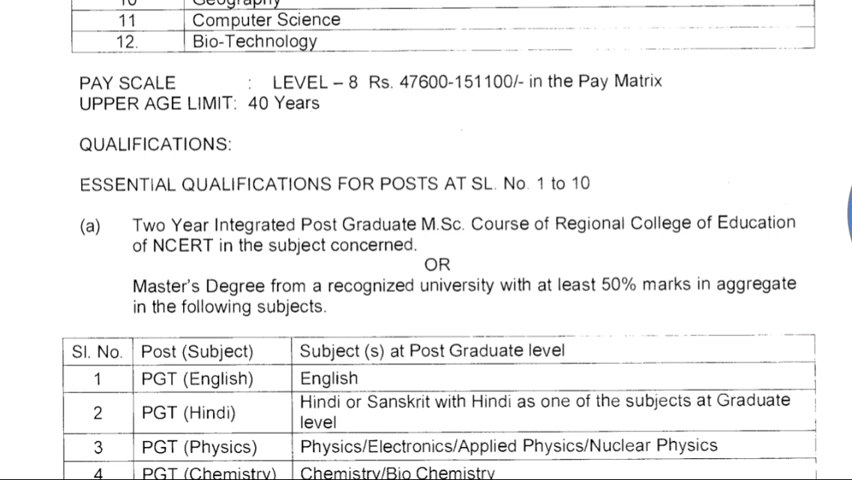 10 Geography
11 Computer Science
12. Bio-Technology
PAY SCALE : LEVEL – 8 Rs. 47600-151100/- in the Pay Matrix
UPPER AGE LIMIT: 40 Years
QUALIFICATIONS:
ESSENTIAL QUALIFICATIONS FOR POSTS AT SL. No. 1 to 10
(a) Two Year Integrated Post Graduate M.Sc. Course of Regional College of Education
of NCERT in the subject concerned.
OR
Master's Degree from a recognized university with at least 50% marks in aggregate
in the following subjects.
Sl. No. Post (Subject) Subject (s) at Post Graduate level
1 PGT (English) English
2 PGT (Hindi) Hindi or Sanskrit with Hindi as one of the subjects at Graduate
level
3 PGT (Physics) Physics/Electronics/Applied Physics/Nuclear Physics
4 PGT (Chemistry) Chemistry/Bio Chemistry